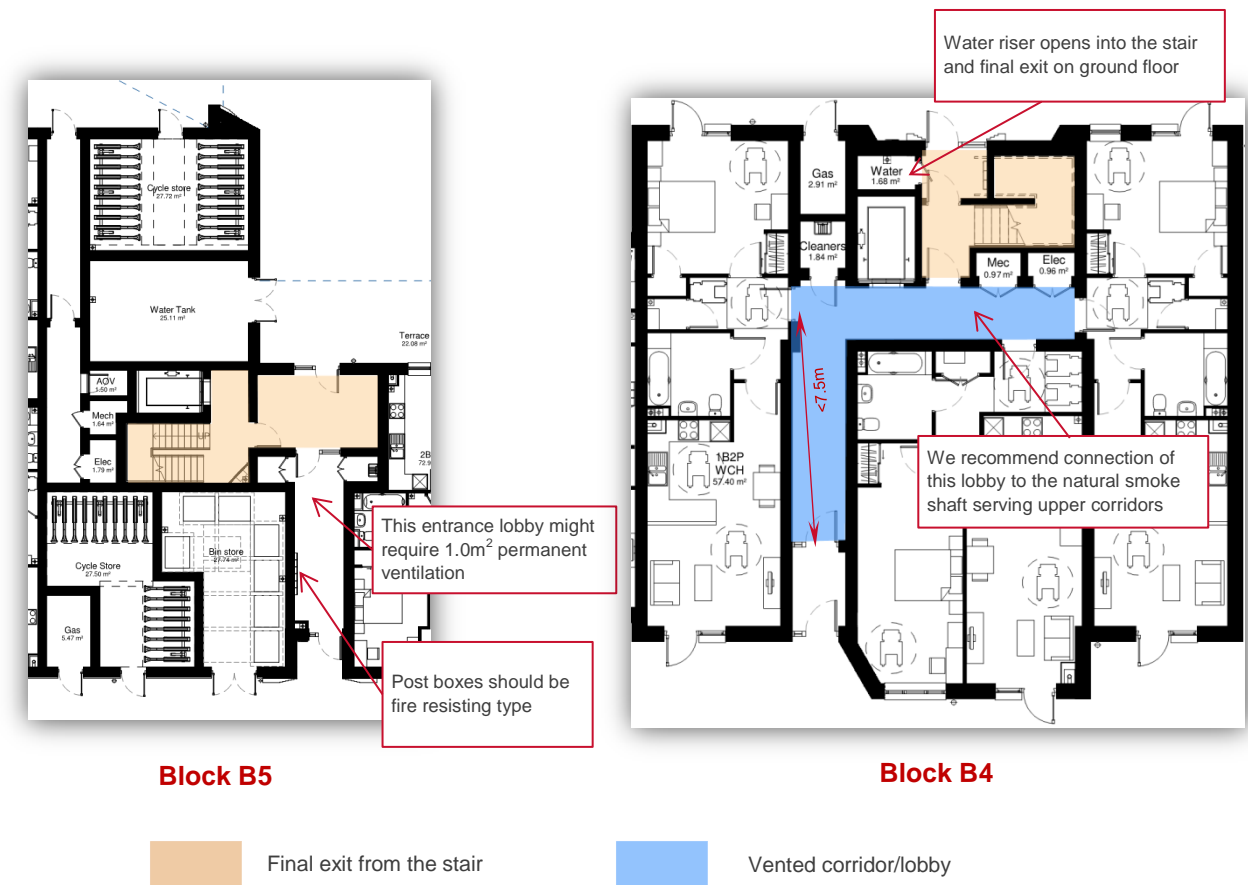 Water riser opens into the stair
and final exit on ground floor
Cycle store
27.72 m²
Water Tank
25.11 m²
Terrace
22.08 m²
AOV
1.50 m²
Mech
1.64 m²
Elec
1.79 m²
UP
2B
72.9
Cycle Store
27.50 m²
Bin store
27.74 m²
Gas
5.47 m²
This entrance lobby might
require 1.0m² permanent
ventilation
Post boxes should be
fire resisting type
Block B5
Gas
2.91 m²
Water
1.68 m²
Cleaners
1.84 m²
Mec
0.97 m²
Elec
0.96 m²
<7.5m
1B2P
WCH
57.40 m²
We recommend connection of
this lobby to the natural smoke
shaft serving upper corridors
Block B4
Final exit from the stair
Vented corridor/lobby